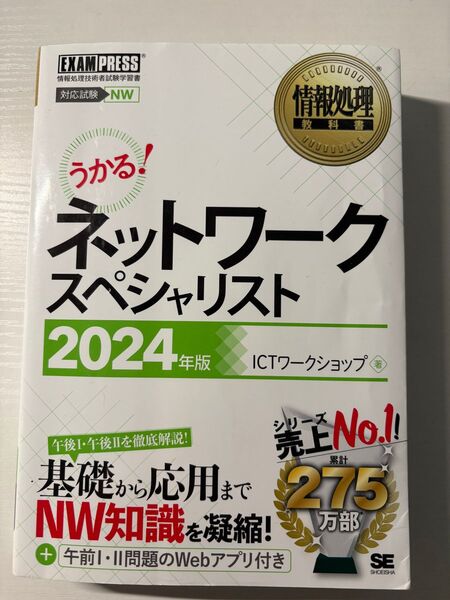 EXAMPRESS®
情報処理技術者試験学習書
対応試験 NW
情報処理®
教科書
うかる!
ネットワーク
スペシャリスト
2024年版
ICTワークショップ 著
午後I・午後IIを徹底解説!
基礎から応用まで
NW知識を凝縮!
+ 午前I・II問題のWebアプリ付き
シリーズ
売上No.1!
累計
275
万部*
SE
SHOEISHA